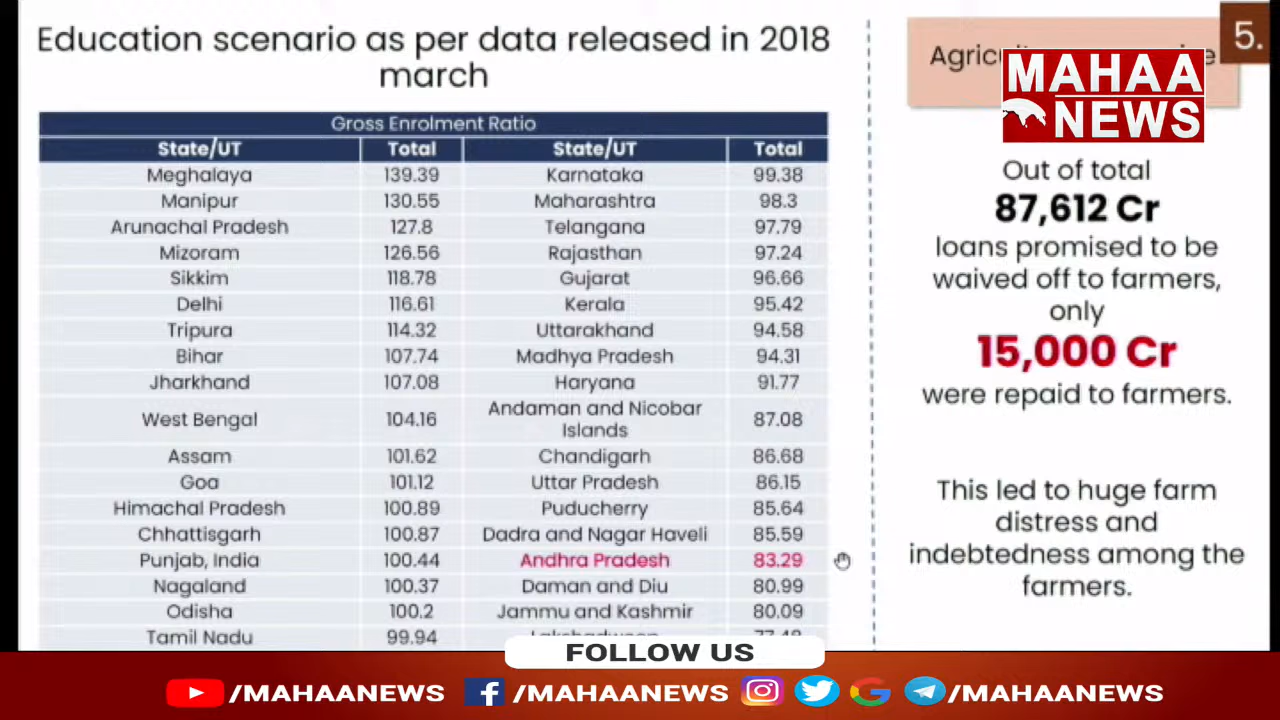 Education scenario as per data released in 2018
march
Gross Enrolment Ratio
State/UT Total State/UT Total
Meghalaya 139.39 Karnataka 99.38
Manipur 130.55 Maharashtra 98.3
Arunachal Pradesh 127.8 Telangana 97.79
Mizoram 126.56 Rajasthan 97.24
Sikkim 118.78 Gujarat 96.66
Delhi 116.61 Kerala 95.42
Tripura 114.32 Uttarakhand 94.58
Bihar 107.74 Madhya Pradesh 94.31
Jharkhand 107.08 Haryana 91.77
West Bengal 104.16 Andaman and Nicobar Islands 87.08
Assam 101.62 Chandigarh 86.68
Goa 101.12 Uttar Pradesh 86.15
Himachal Pradesh 100.89 Puducherry 85.64
Chhattisgarh 100.87 Dadra and Nagar Haveli 85.59
Punjab, India 100.44 Andhra Pradesh 83.29
Nagaland 100.37 Daman and Diu 80.99
Odisha 100.2 Jammu and Kashmir 80.09
Tamil Nadu 99.94
5.
MAHAA
NEWS
Out of total
87,612 Cr
loans promised to be
waived off to farmers,
only
15,000 Cr
were repaid to farmers.
This led to huge farm
distress and
indebtedness among the
farmers.
FOLLOW US
/MAHAANEWS /MAHAANEWS /MAHAANEWS